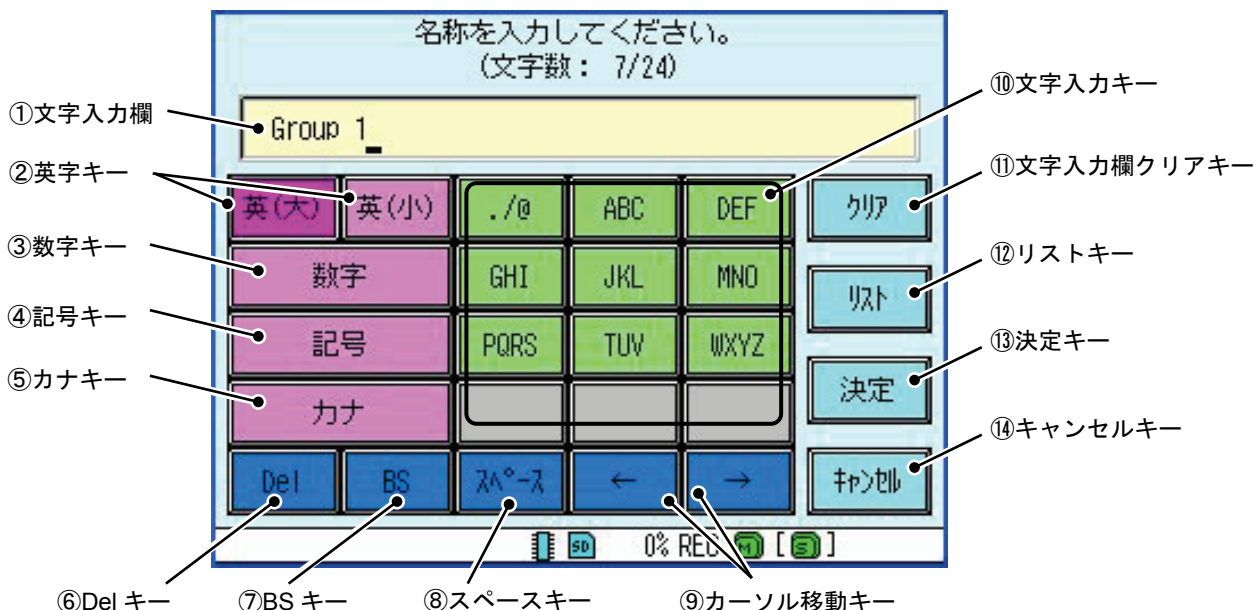 名称を入力してください。
(文字数： 7/24)
①文字入力欄
Group 1_
⑩文字入力キー
②英字キー
英(大) 英(小) ./@ ABC DEF クリア
⑪文字入力欄クリアキー
③数字キー
数字 GHI JKL MNO リスト
⑫リストキー
④記号キー
記号 PQRS TUV WXYZ
⑬決定キー
⑤カナキー
カナ 決定
⑭キャンセルキー
Del BS スペース ← → キャンセル
SD 0% REC M [ S ]
⑥Del キー ⑦BS キー ⑧スペースキー ⑨カーソル移動キー